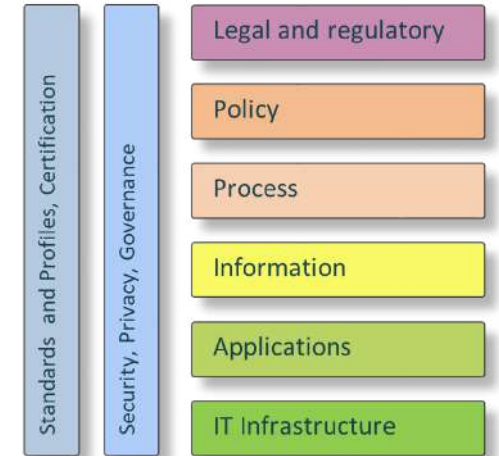 Standards and Profiles, Certification
Security, Privacy, Governance
Legal and regulatory
Policy
Process
Information
Applications
IT Infrastructure